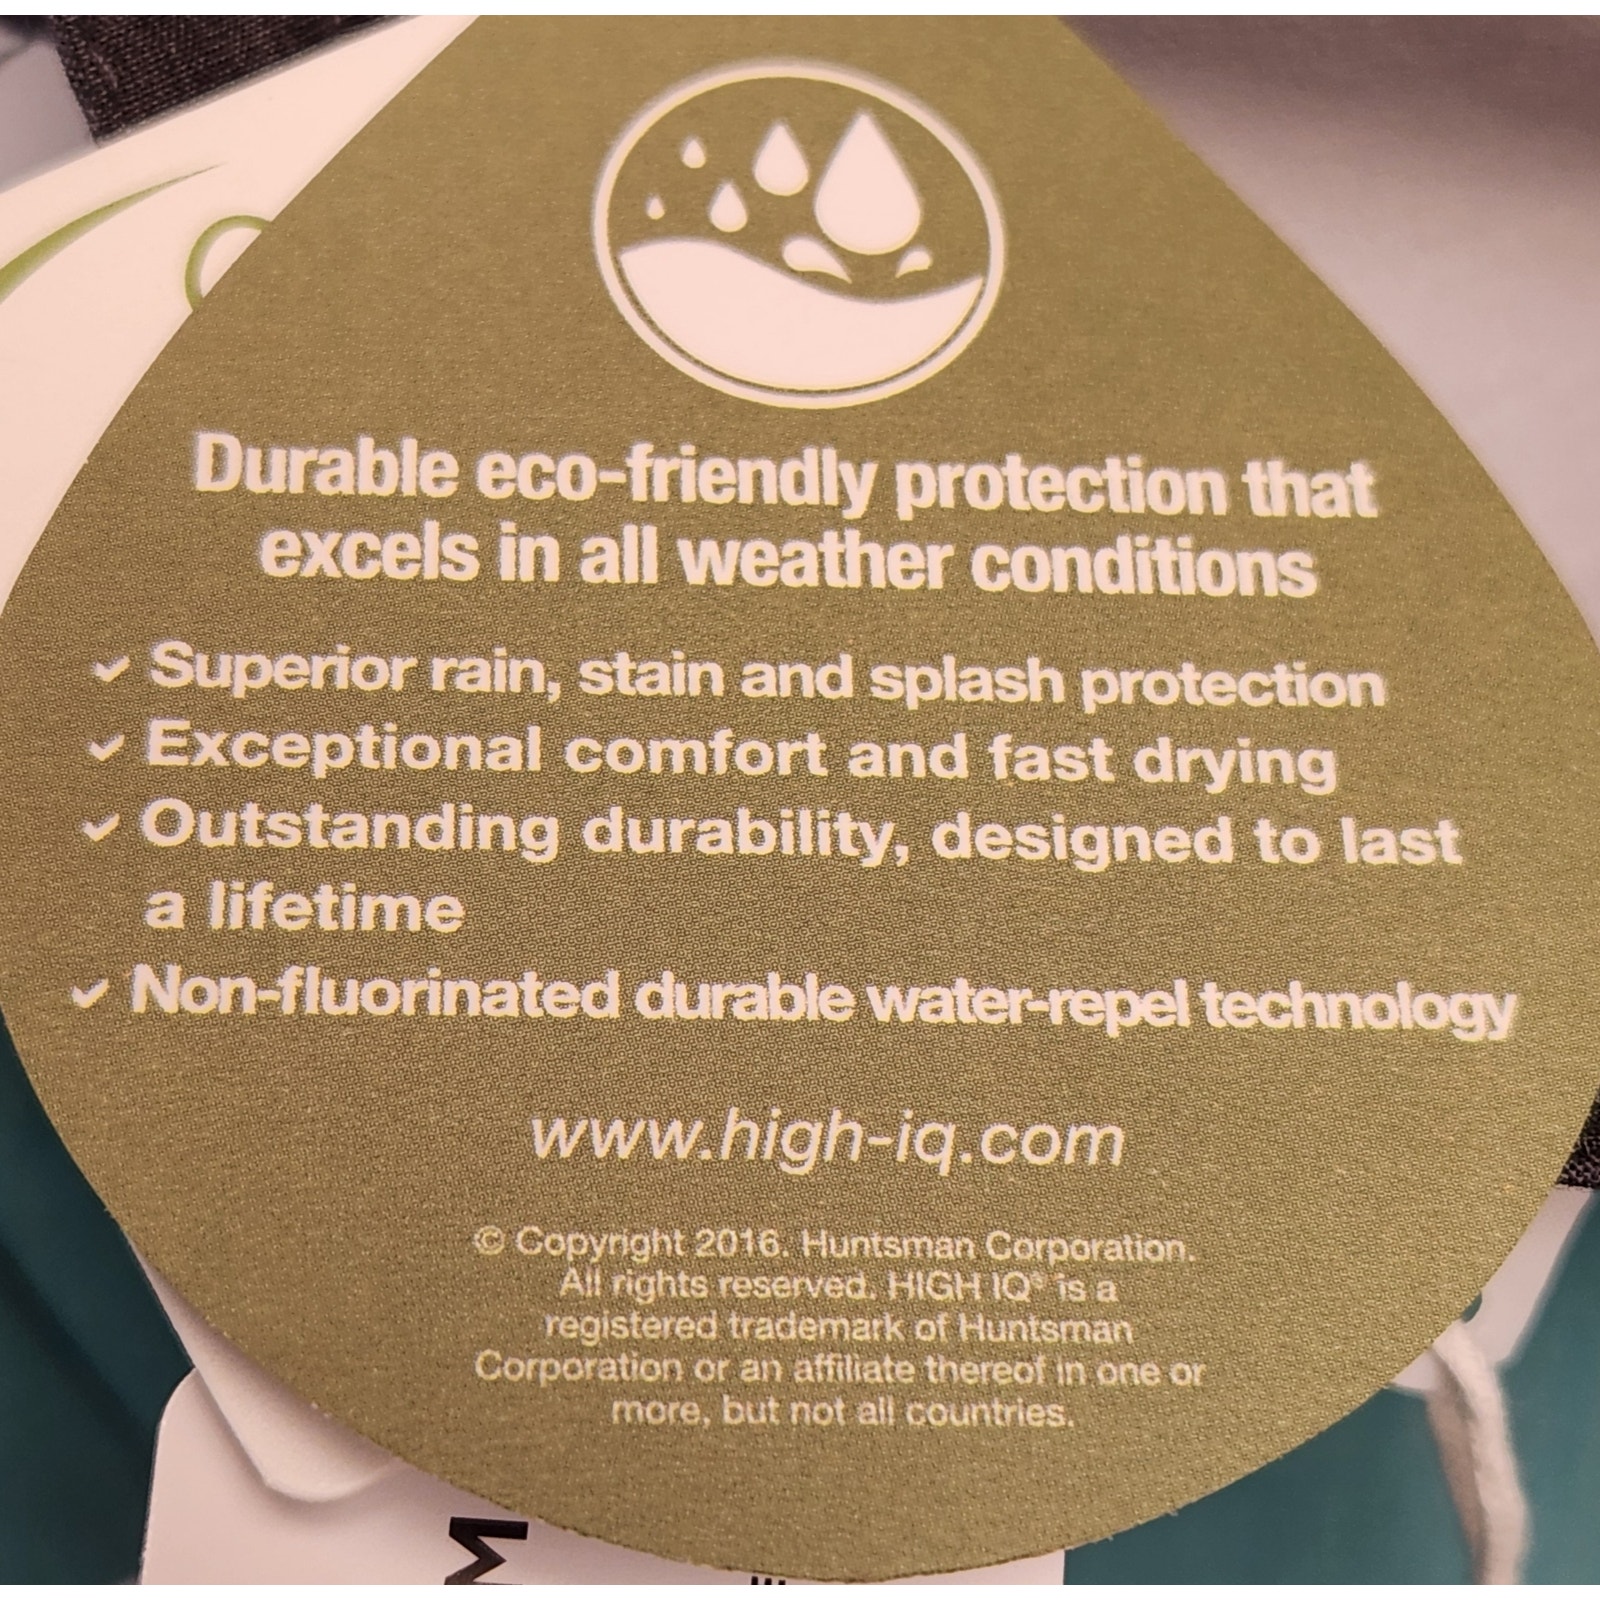 Durable eco-friendly protection that
excels in all weather conditions
Superior rain, stain and splash protection
Exceptional comfort and fast drying
Outstanding durability, designed to last
a lifetime
Non-fluorinated durable water-repel technology
www.high-iq.com
© Copyright 2016. Huntsman Corporation.
All rights reserved. HIGH IQ® is a
registered trademark of Huntsman
Corporation or an affiliate thereof in one or
more, but not all countries.
M